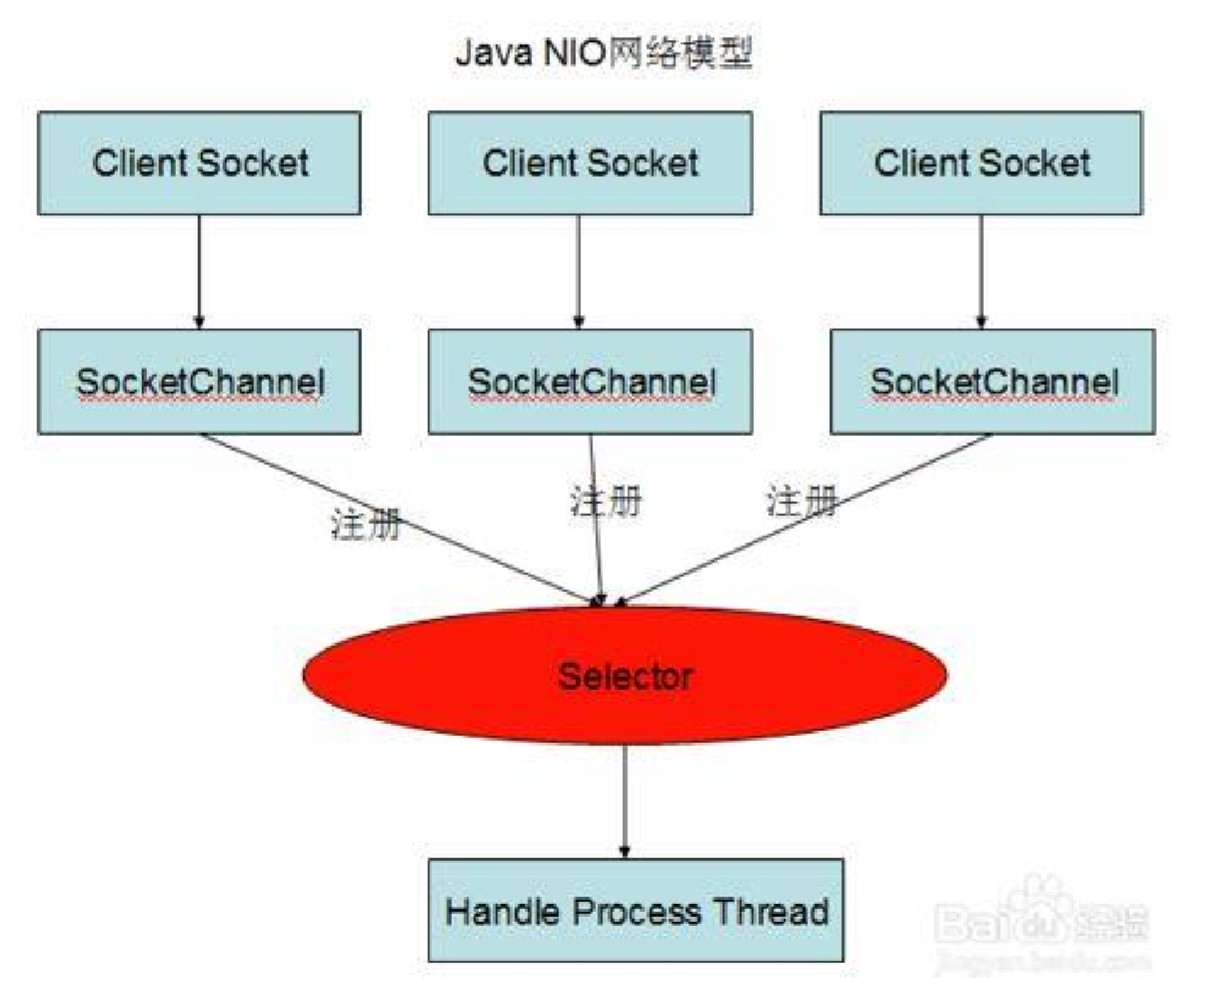 Java NIO网络模型
Client Socket Client Socket Client Socket
SocketChannel SocketChannel SocketChannel
注册 注册 注册
Selector
Handle Process Thread
Baidu 经验
jingyan.baidu.com